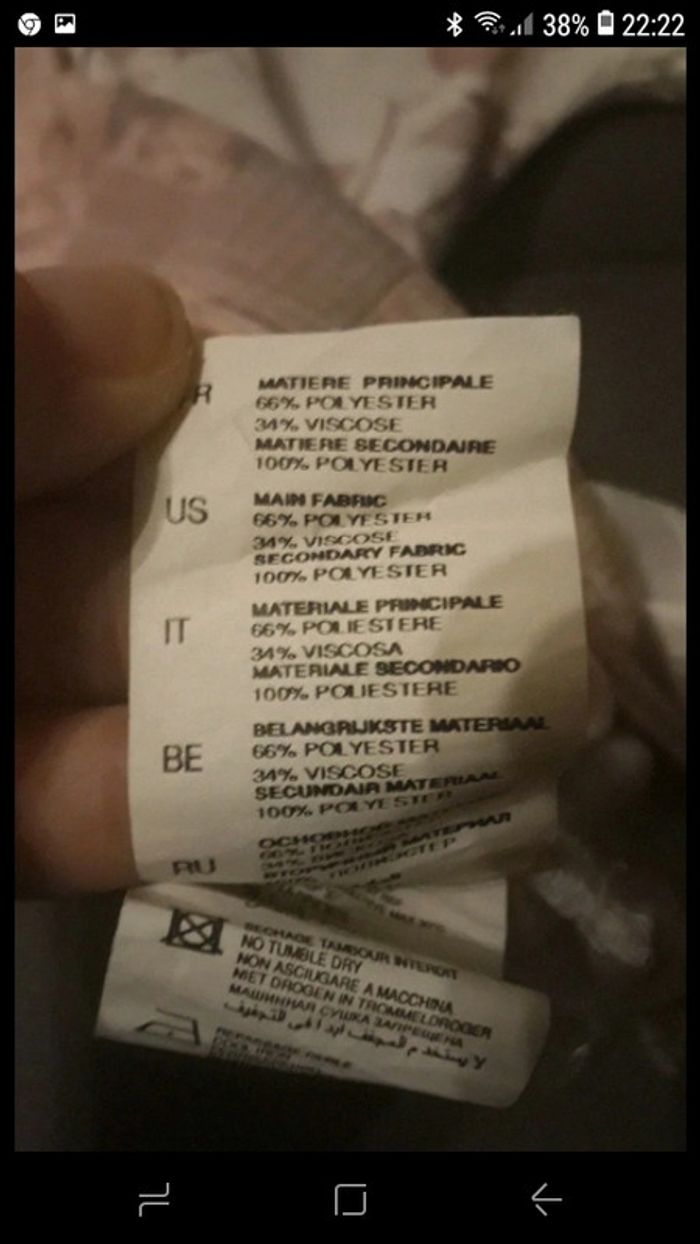 38% 22:22
MATIERE PRINCIPALE
66% POLYESTER
34% VISCOSE
MATIERE SECONDAIRE
100% POLYESTER
US
MAIN FABRIC
66% POLYESTER
34% VISCOSE
SECONDARY FABRIC
100% POLYESTER
IT
MATERIALE PRINCIPALE
66% POLIESTERE
34% VISCOSA
MATERIALE SECONDARIO
100% POLIESTERE
BE
BELANGRIJKSTE MATERIAAL
66% POLYESTER
34% VISCOSE
SECUNDAIR MATERIAAL
100% POLYESTER
RU
ВТОРИЧНЫЙ МАТЕРИАЛ
SECHAGE TAMBOUR INTERDIT
NO TUMBLE DRY
NON ASCIUGARE A MACCHINA
NIET DROGEN IN TROMMELDROGER
МАШИННАЯ СУШКА ЗАПРЕЩЕНА